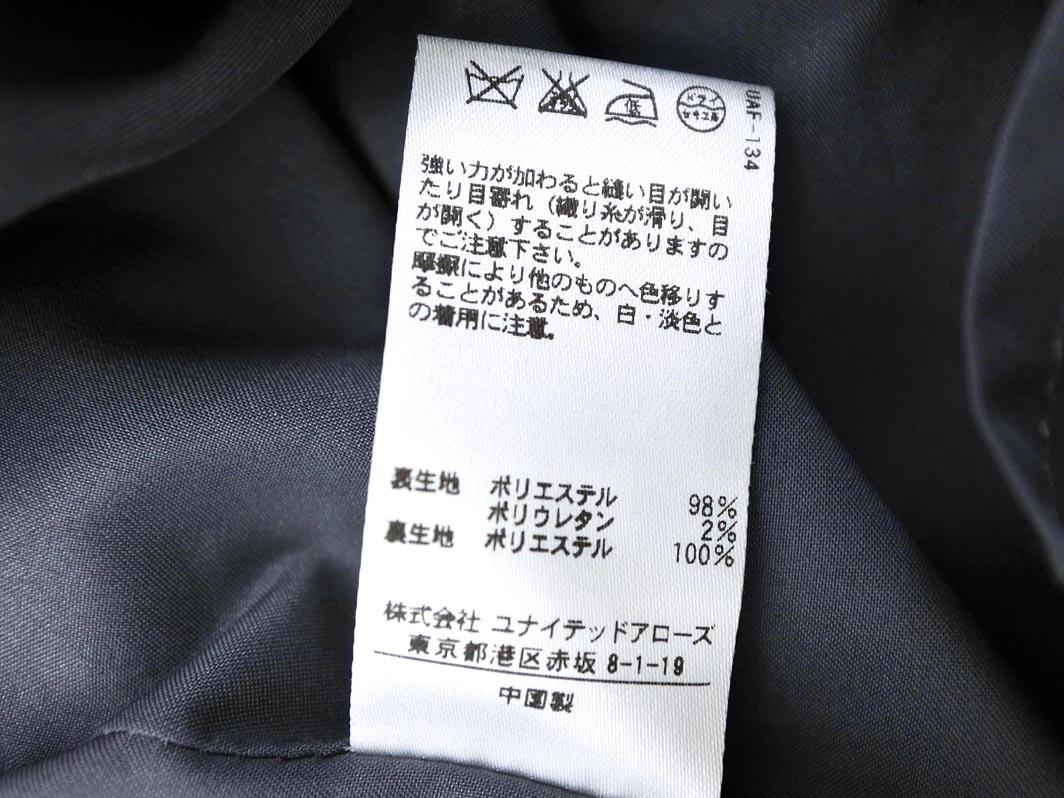 エンソ
サラシ
低
ドライ
セキユ系
UAF-134
強い力が加わると縫い目が開い
たり目寄れ（織り糸が滑り、目
が開く）することがありますの
でご注意下さい。
摩擦により他のものへ色移りす
ることがあるため、白・淡色と
の着用に注意。
表生地 ポリエステル 98%
ポリウレタン 2%
裏生地 ポリエステル 100%
株式会社 ユナイテッドアローズ
東京都港区赤坂 8-1-19
中国製